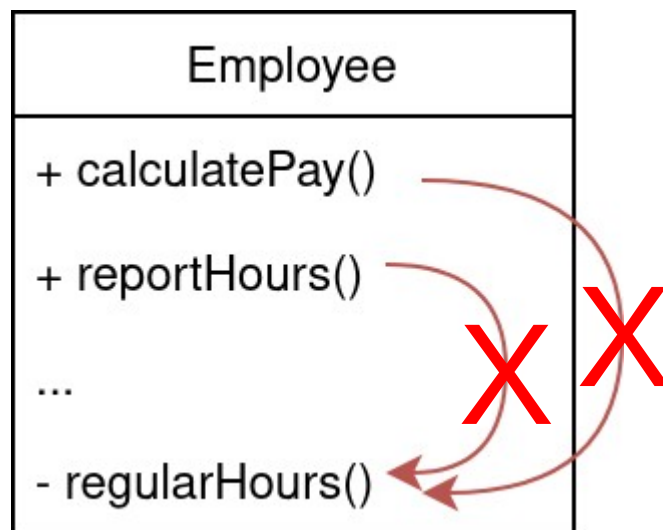 Employee
+ calculatePay()
+ reportHours()
X
X
...
- regularHours()